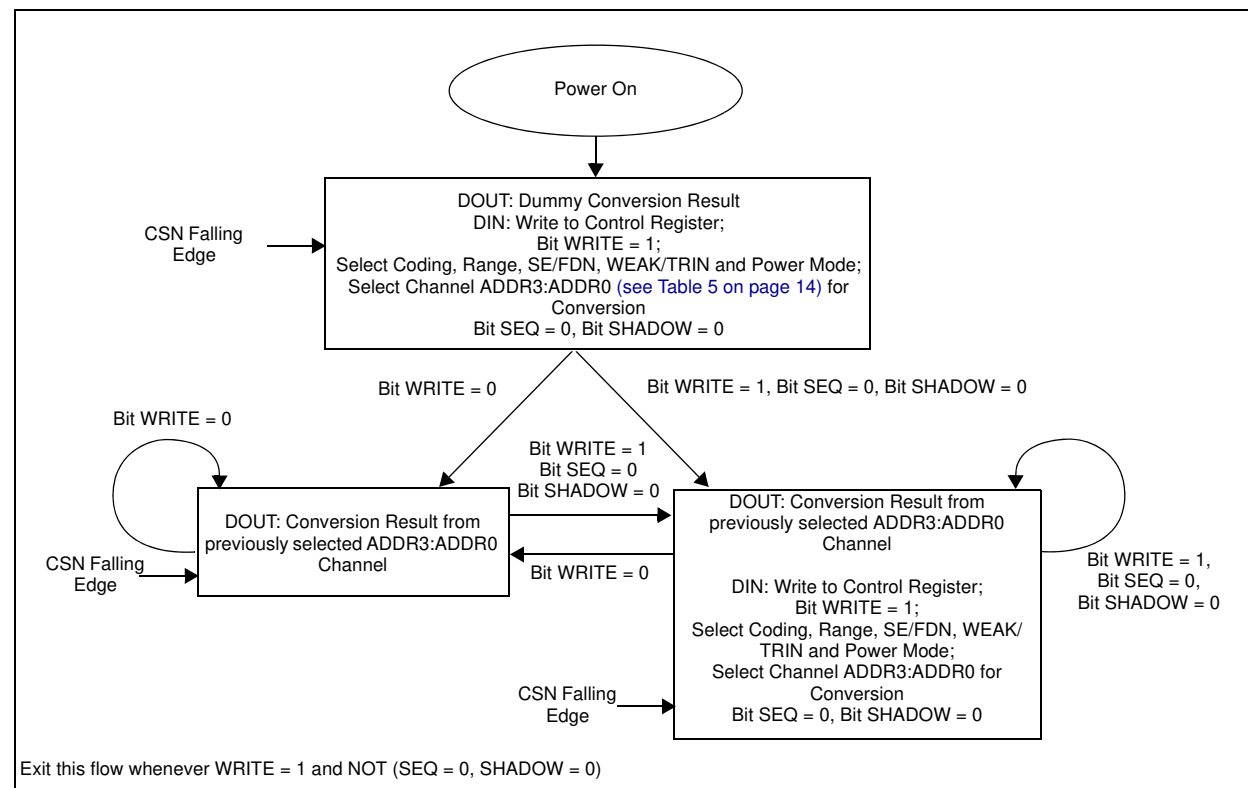 Power On
DOUT: Dummy Conversion Result
DIN: Write to Control Register;
Bit WRITE = 1;
Select Coding, Range, SE/FDN, WEAK/TRIN and Power Mode;
Select Channel ADDR3:ADDR0 (see Table 5 on page 14) for
Conversion
Bit SEQ = 0, Bit SHADOW = 0
CSN Falling
Edge
Bit WRITE = 0
Bit WRITE = 1, Bit SEQ = 0, Bit SHADOW = 0
Bit WRITE = 0
Bit WRITE = 1
Bit SEQ = 0
Bit SHADOW = 0
DOUT: Conversion Result from
previously selected ADDR3:ADDR0
Channel
CSN Falling
Edge
Bit WRITE = 0
DOUT: Conversion Result from
previously selected ADDR3:ADDR0
Channel
DIN: Write to Control Register;
Bit WRITE = 1;
Select Coding, Range, SE/FDN, WEAK/
TRIN and Power Mode;
Select Channel ADDR3:ADDR0 for
Conversion
Bit SEQ = 0, Bit SHADOW = 0
Bit WRITE = 1,
Bit SEQ = 0,
Bit SHADOW = 0
CSN Falling
Edge
Exit this flow whenever WRITE = 1 and NOT (SEQ = 0, SHADOW = 0)